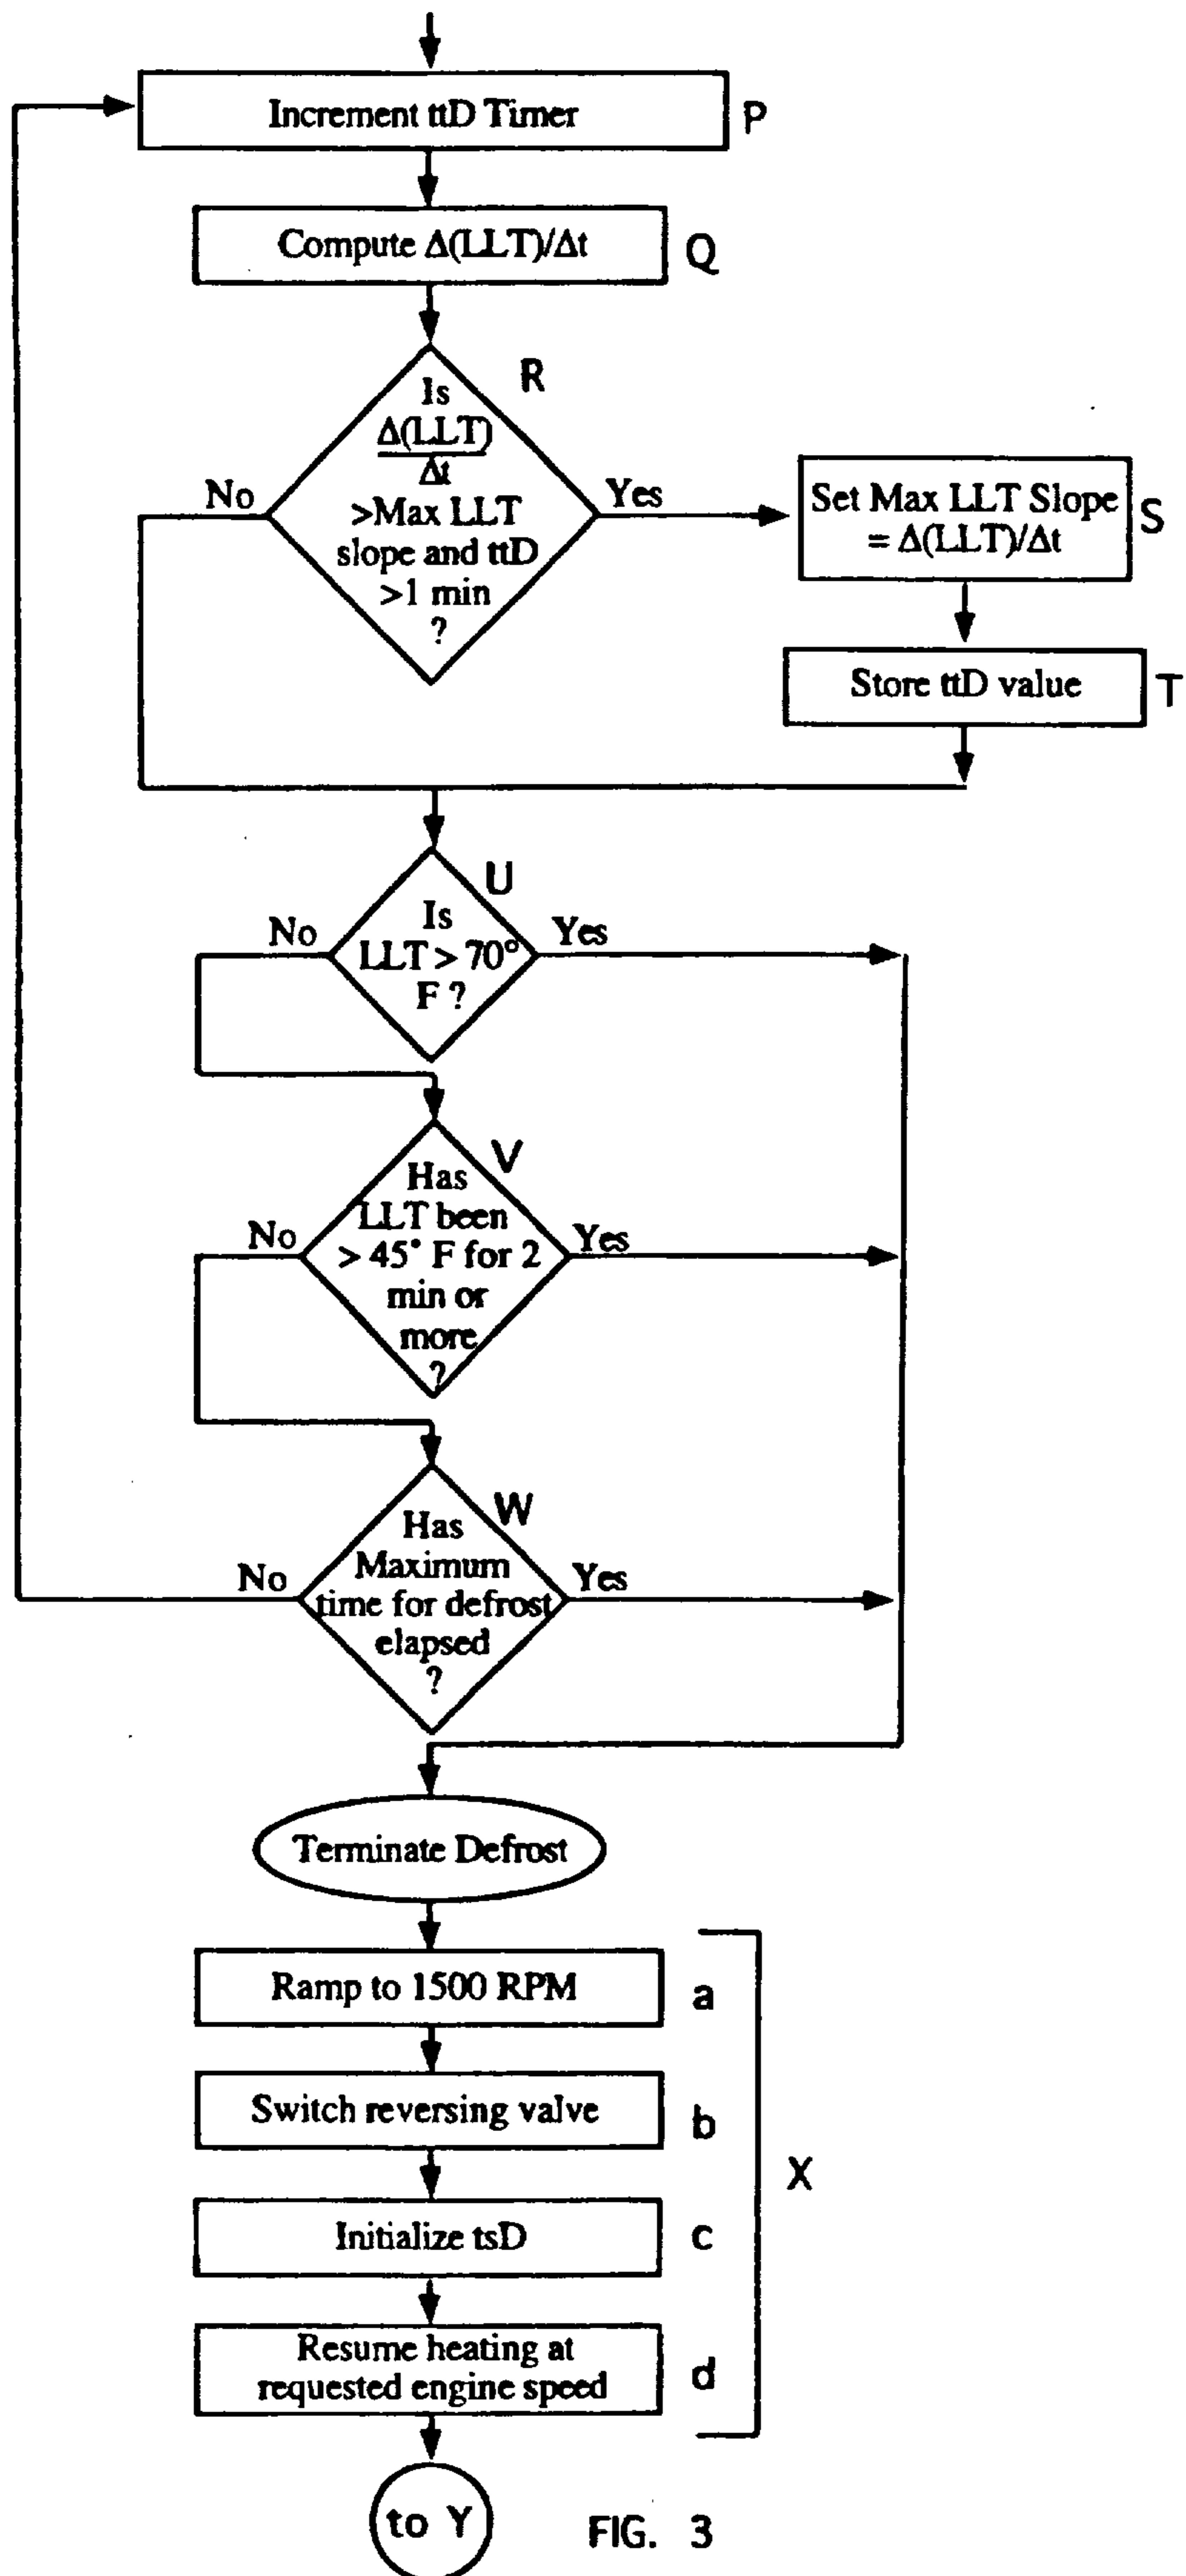 Increment ttD Timer
P
Compute Δ(LLT)/Δt
Q
R
Is
Δ(LLT)
Δt
>Max LLT
slope and ttD
>1 min
?
No
Yes
Set Max LLT Slope
= Δ(LLT)/Δt
S
Store ttD value
T
U
Is
LLT > 70°
F ?
No
Yes
V
Has
LLT been
> 45° F for 2
min or
more
?
No
Yes
W
Has
Maximum
time for defrost
elapsed
?
No
Yes
Terminate Defrost
Ramp to 1500 RPM
a
Switch reversing valve
b
X
Initialize tsD
c
Resume heating at
requested engine speed
d
to Y
FIG. 3